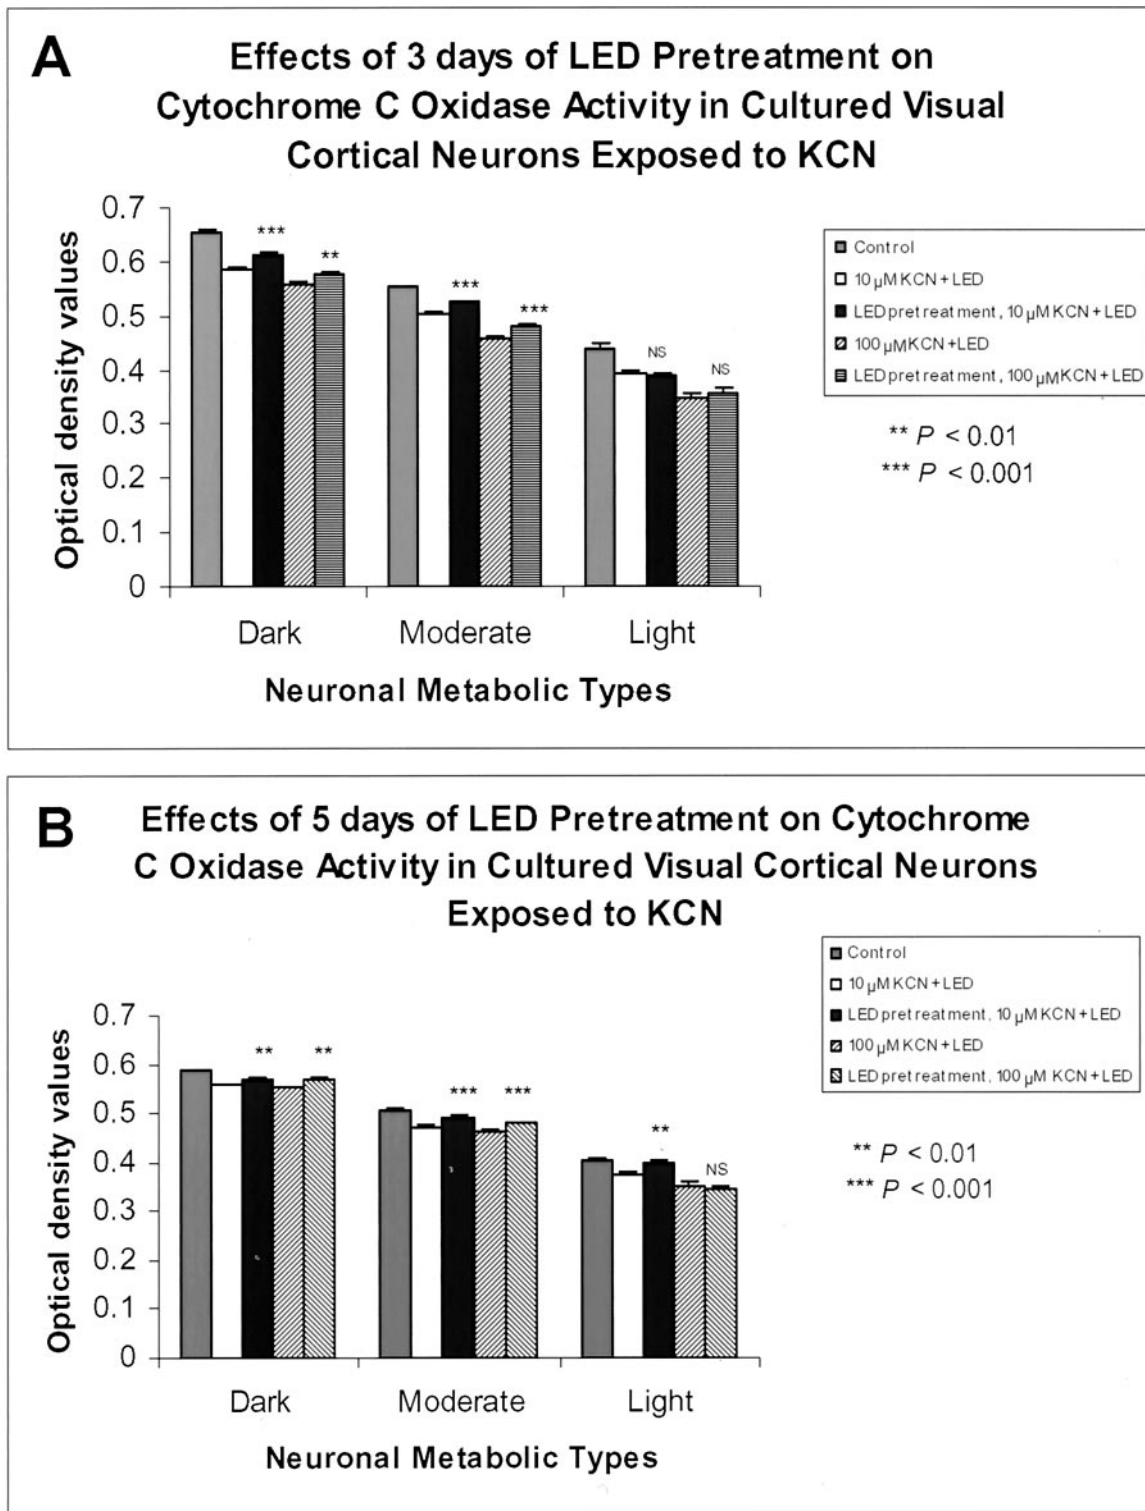 A
Effects of 3 days of LED Pretreatment on
Cytochrome C Oxidase Activity in Cultured Visual
Cortical Neurons Exposed to KCN
Optical density values
0.7
0.6
0.5
0.4
0.3
0.2
0.1
0
***
**
***
***
NS
NS
Dark
Moderate
Light
Neuronal Metabolic Types
Control
10 μM KCN + LED
LED pretreatment, 10 μM KCN + LED
100 μM KCN + LED
LED pretreatment, 100 μM KCN + LED
** P < 0.01
*** P < 0.001
B
Effects of 5 days of LED Pretreatment on Cytochrome
C Oxidase Activity in Cultured Visual Cortical Neurons
Exposed to KCN
Optical density values
0.7
0.6
0.5
0.4
0.3
0.2
0.1
0
**
**
***
***
**
NS
Dark
Moderate
Light
Neuronal Metabolic Types
Control
10 μM KCN + LED
LED pretreatment, 10 μM KCN + LED
100 μM KCN + LED
LED pretreatment, 100 μM KCN + LED
** P < 0.01
*** P < 0.001